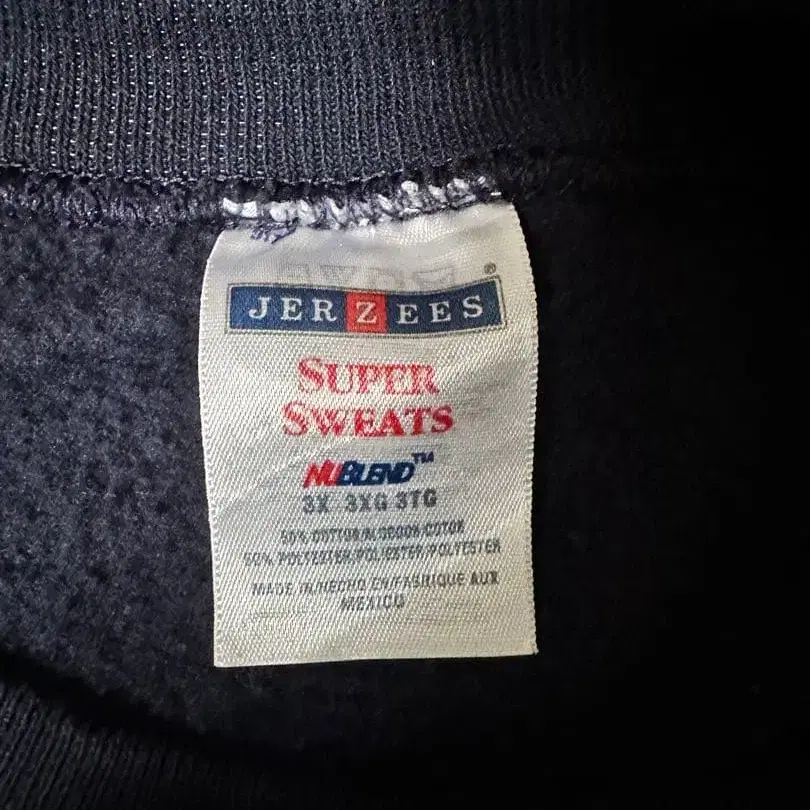 JERZEES®
SUPER
SWEATS
NUBLEND™
3X 3XG 3TG
50% COTTON/ALGODON/COTON
50% POLYESTER/POLIESTER/POLYESTER
MADE IN/HECHO EN/FABRIQUE AUX
MEXICO